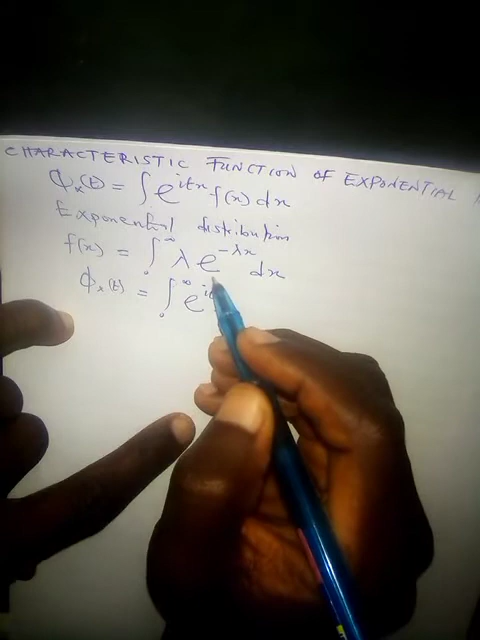 CHARACTERISTIC FUNCTION OF EXPONENTIAL
ϕₓ(t) = ∫ e^{itx} f(x) dx
Exponential distribution
f(x) = ∫₀^∞ λ e^{-λx} dx
ϕₓ(t) = ∫₀^∞ e^{i